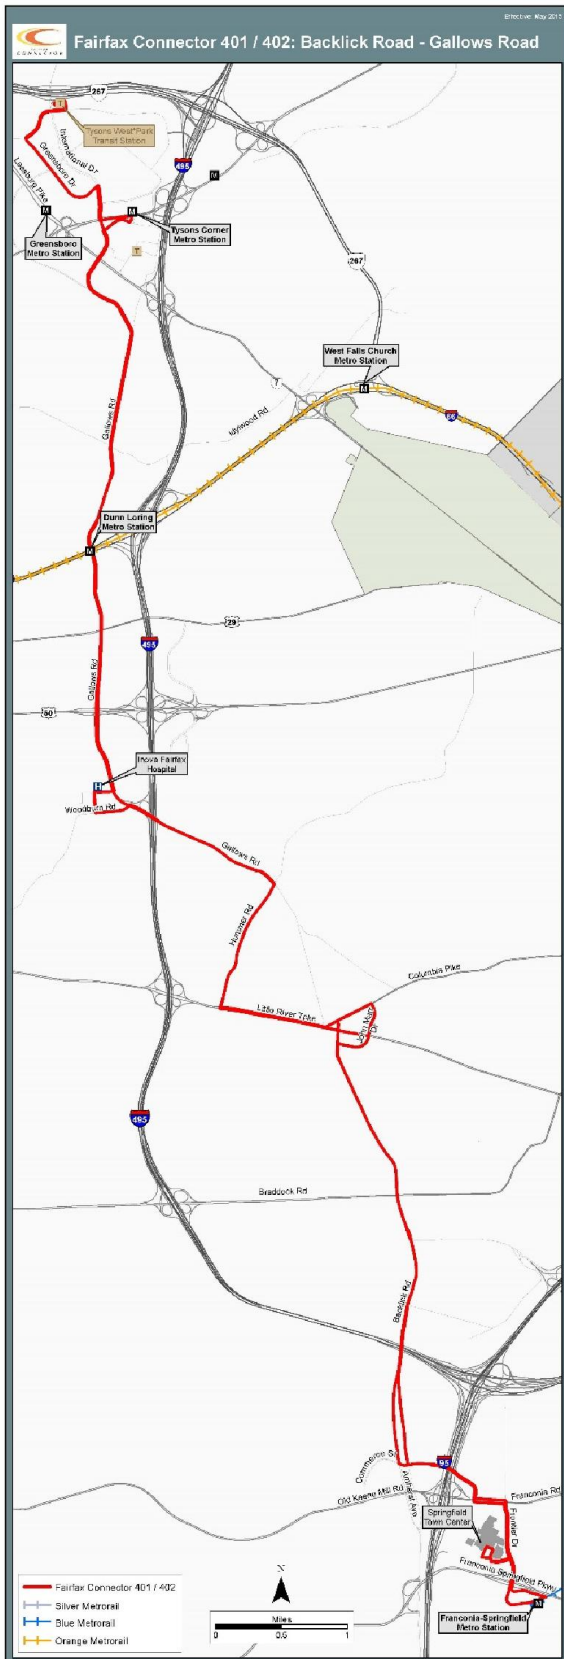 Effective May 2015
CONNECTOR
Fairfax Connector 401 / 402: Backlick Road - Gallows Road
267
T
Tysons West*Park
Transit Station
International Dr
Greensboro Dr
495
Leesburg Pike
M
M
M
Greensboro
Metro Station
Tysons Corner
Metro Station
T
267
West Falls Church
Metro Station
7
M
66
Idylwood Rd
Gallows Rd
Dunn Loring
Metro Station
M
29
495
Gallows Rd
50
Inova Fairfax
Hospital
H
Woodburn Rd
Gallows Rd
Hummer Rd
Columbia Pike
Little River Tpke
John Marr
Dr
495
Braddock Rd
Backlick Rd
Commerce St
95
Amherst Ave
Old Keene Mill Rd
Franconia Rd
Springfield
Town Center
Frontier Dr
Franconia Springfield Pkwy
M
Franconia-Springfield
Metro Station
Fairfax Connector 401 / 402
Silver Metrorail
Blue Metrorail
Orange Metrorail
N
Miles
0 0.5 1